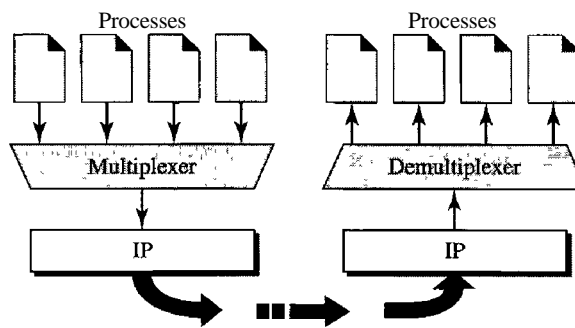 Processes
Processes
Multiplexer
Demultiplexer
IP
IP